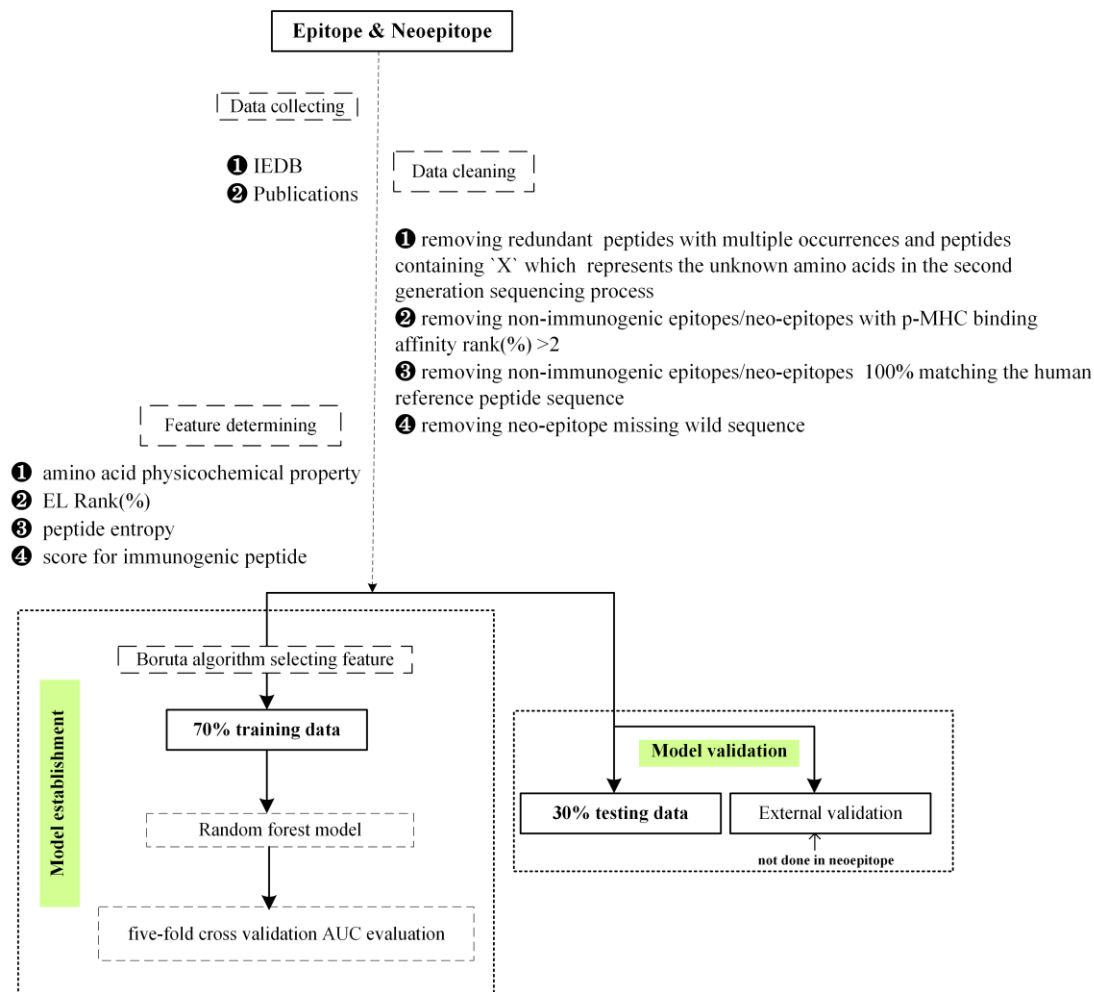 Epitope & Neoepitope
Data collecting
❶ IEDB
❷ Publications
Data cleaning
❶ removing redundant peptides with multiple occurrences and peptides
containing `X` which represents the unknown amino acids in the second
generation sequencing process
❷ removing non-immunogenic epitopes/neo-epitopes with p-MHC binding
affinity rank(%) >2
❸ removing non-immunogenic epitopes/neo-epitopes 100% matching the human
reference peptide sequence
❹ removing neo-epitope missing wild sequence
Feature determining
❶ amino acid physicochemical property
❷ EL Rank(%)
❸ peptide entropy
❹ score for immunogenic peptide
Model establishment
Boruta algorithm selecting feature
70% training data
Random forest model
five-fold cross validation AUC evaluation
Model validation
30% testing data
External validation
not done in neoepitope